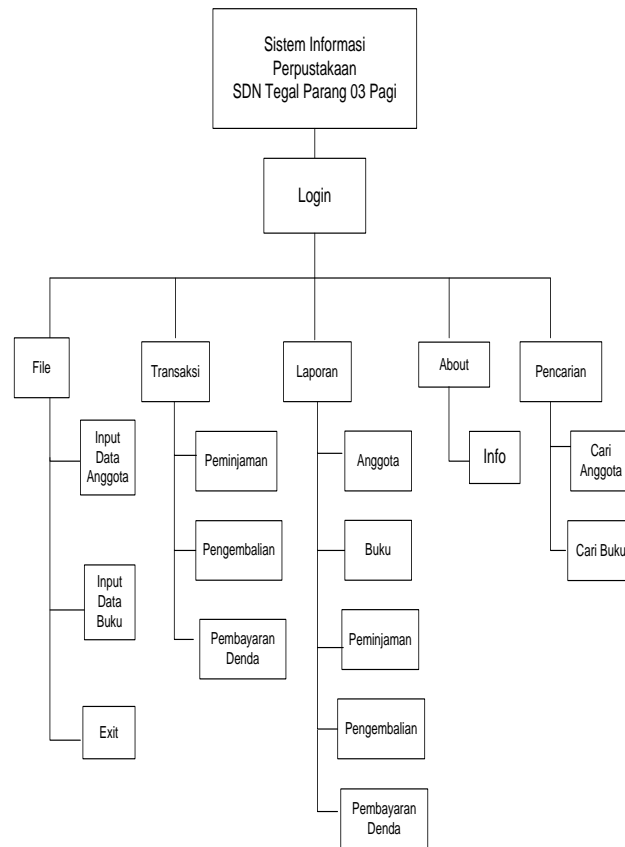 Sistem Informasi
Perpustakaan
SDN Tegal Parang 03 Pagi
Login
File
Transaksi
Laporan
About
Pencarian
Input
Data
Anggota
Peminjaman
Anggota
Info
Cari
Anggota
Input
Data
Buku
Pengembalian
Buku
Cari Buku
Pembayaran
Denda
Peminjaman
Exit
Pengembalian
Pembayaran
Denda